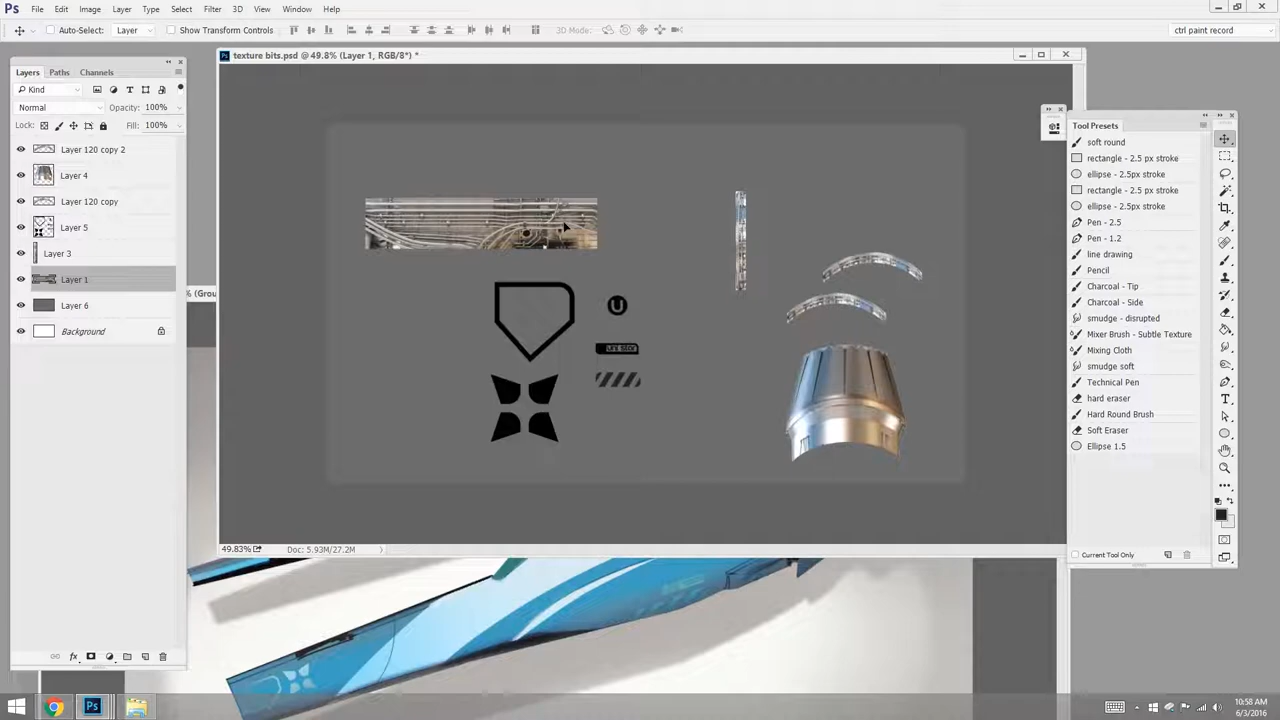 Ps File Edit Image Layer Type Select Filter 3D View Window Help
Auto-Select: Layer Show Transform Controls 3D Mode: ctrl paint record
texture bits.psd @ 49.8% (Layer 1, RGB/8*) *
Layers Paths Channels
Kind
Normal Opacity: 100%
Lock: Fill: 100%
Layer 120 copy 2
Layer 4
Layer 120 copy
Layer 5
Layer 3
Layer 1
Layer 6
Background
% (Grou
U
49.83% Doc: 5.93M/27.2M
Tool Presets
soft round
rectangle - 2.5 px stroke
ellipse - 2.5px stroke
rectangle - 2.5 px stroke
ellipse - 2.5px stroke
Pen - 2.5
Pen - 1.2
line drawing
Pencil
Charcoal - Tip
Charcoal - Side
smudge - disrupted
Mixer Brush - Subtle Texture
Mixing Cloth
smudge soft
Technical Pen
hard eraser
Hard Round Brush
Soft Eraser
Ellipse 1.5
Current Tool Only
Ps
10:58 AM
6/3/2016